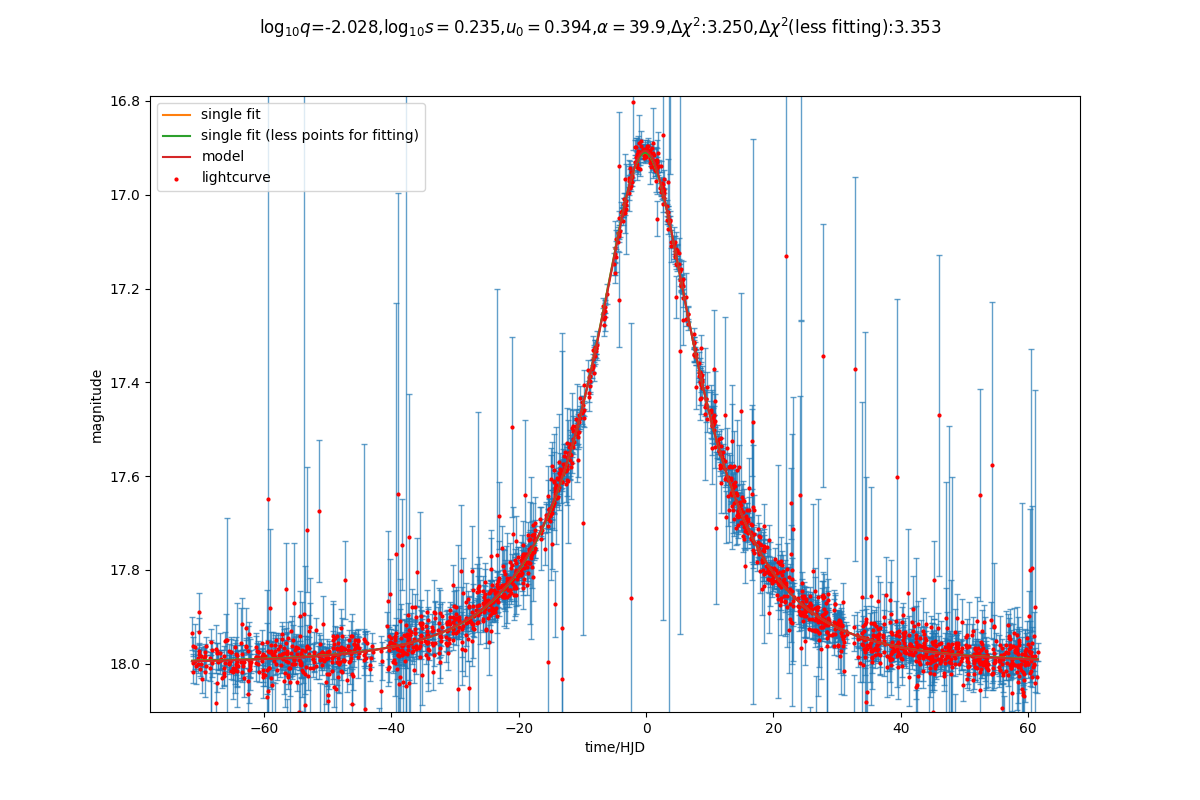 log₁₀q=-2.028,log₁₀s = 0.235,u₀ = 0.394,α = 39.9,Δχ²:3.250,Δχ²(less fitting):3.353
single fit
single fit (less points for fitting)
model
lightcurve
16.8
17.0
17.2
17.4
17.6
17.8
18.0
magnitude
−60
−40
−20
0
20
40
60
time/HJD